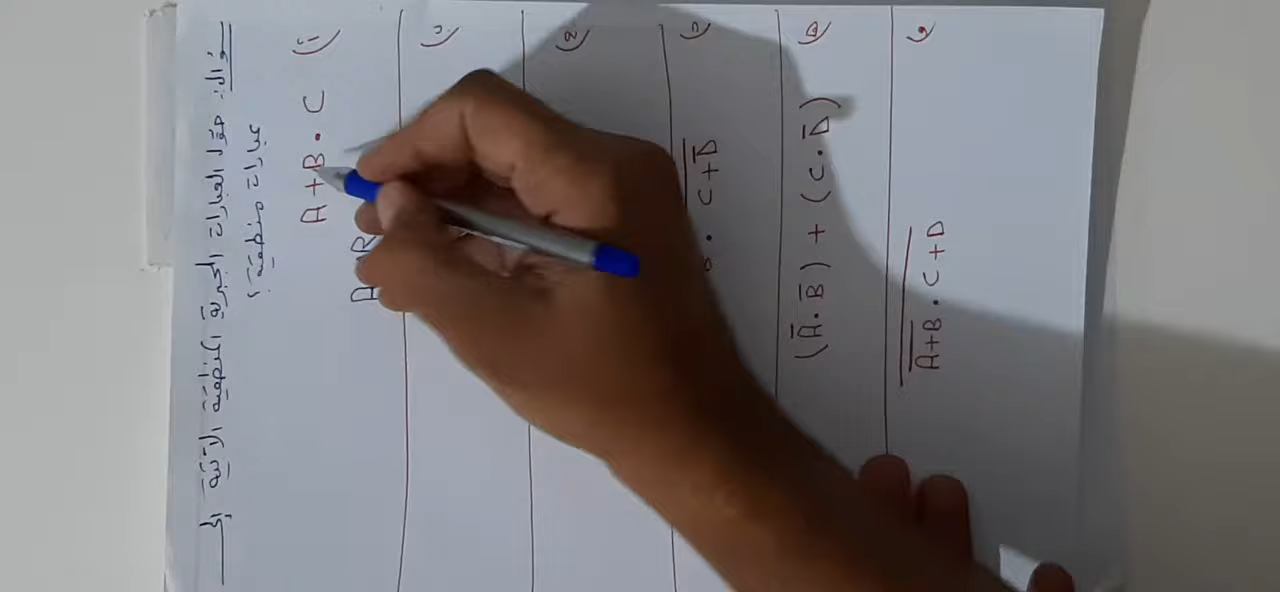 سؤال: حوّل العبارات الجبرية المنطقية الآتية إلى
عبارات منطقية؟
أ) A + B · C
A B
ب)
ج)
د) · C + D̅
هـ) (A̅ · B̅) + (C · D̅)
و) A + B · C + D